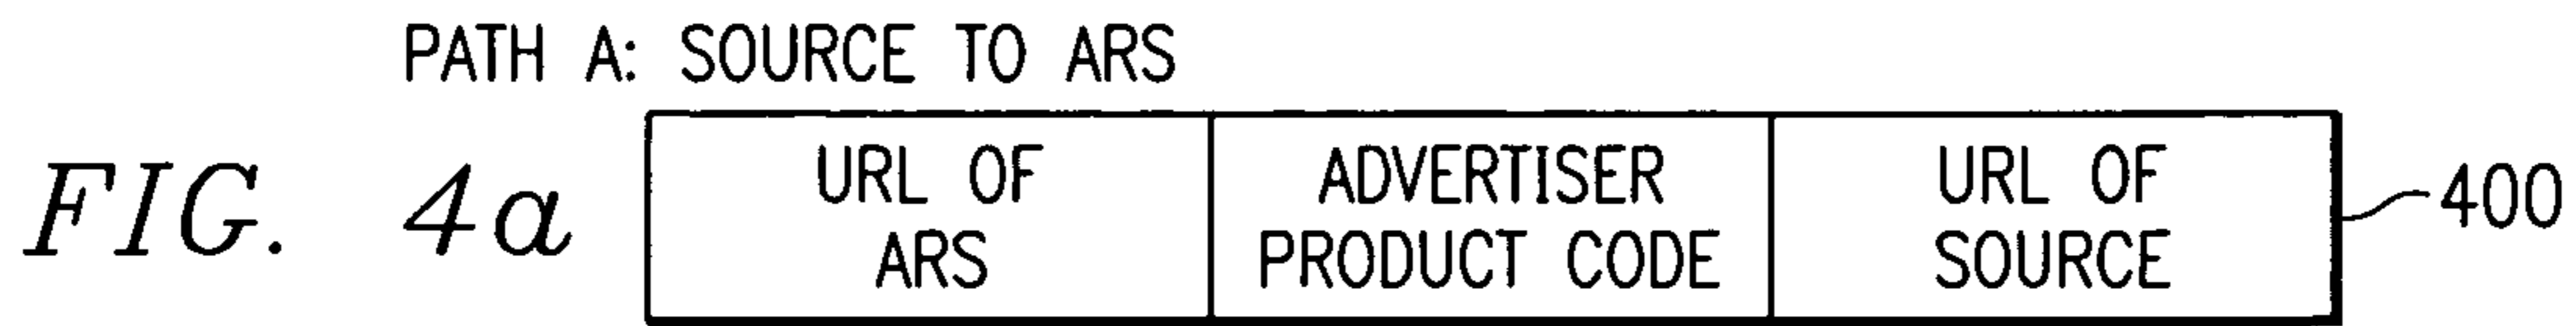 PATH A: SOURCE TO ARS
FIG. 4a
URL OF
ARS
ADVERTISER
PRODUCT CODE
URL OF
SOURCE
400